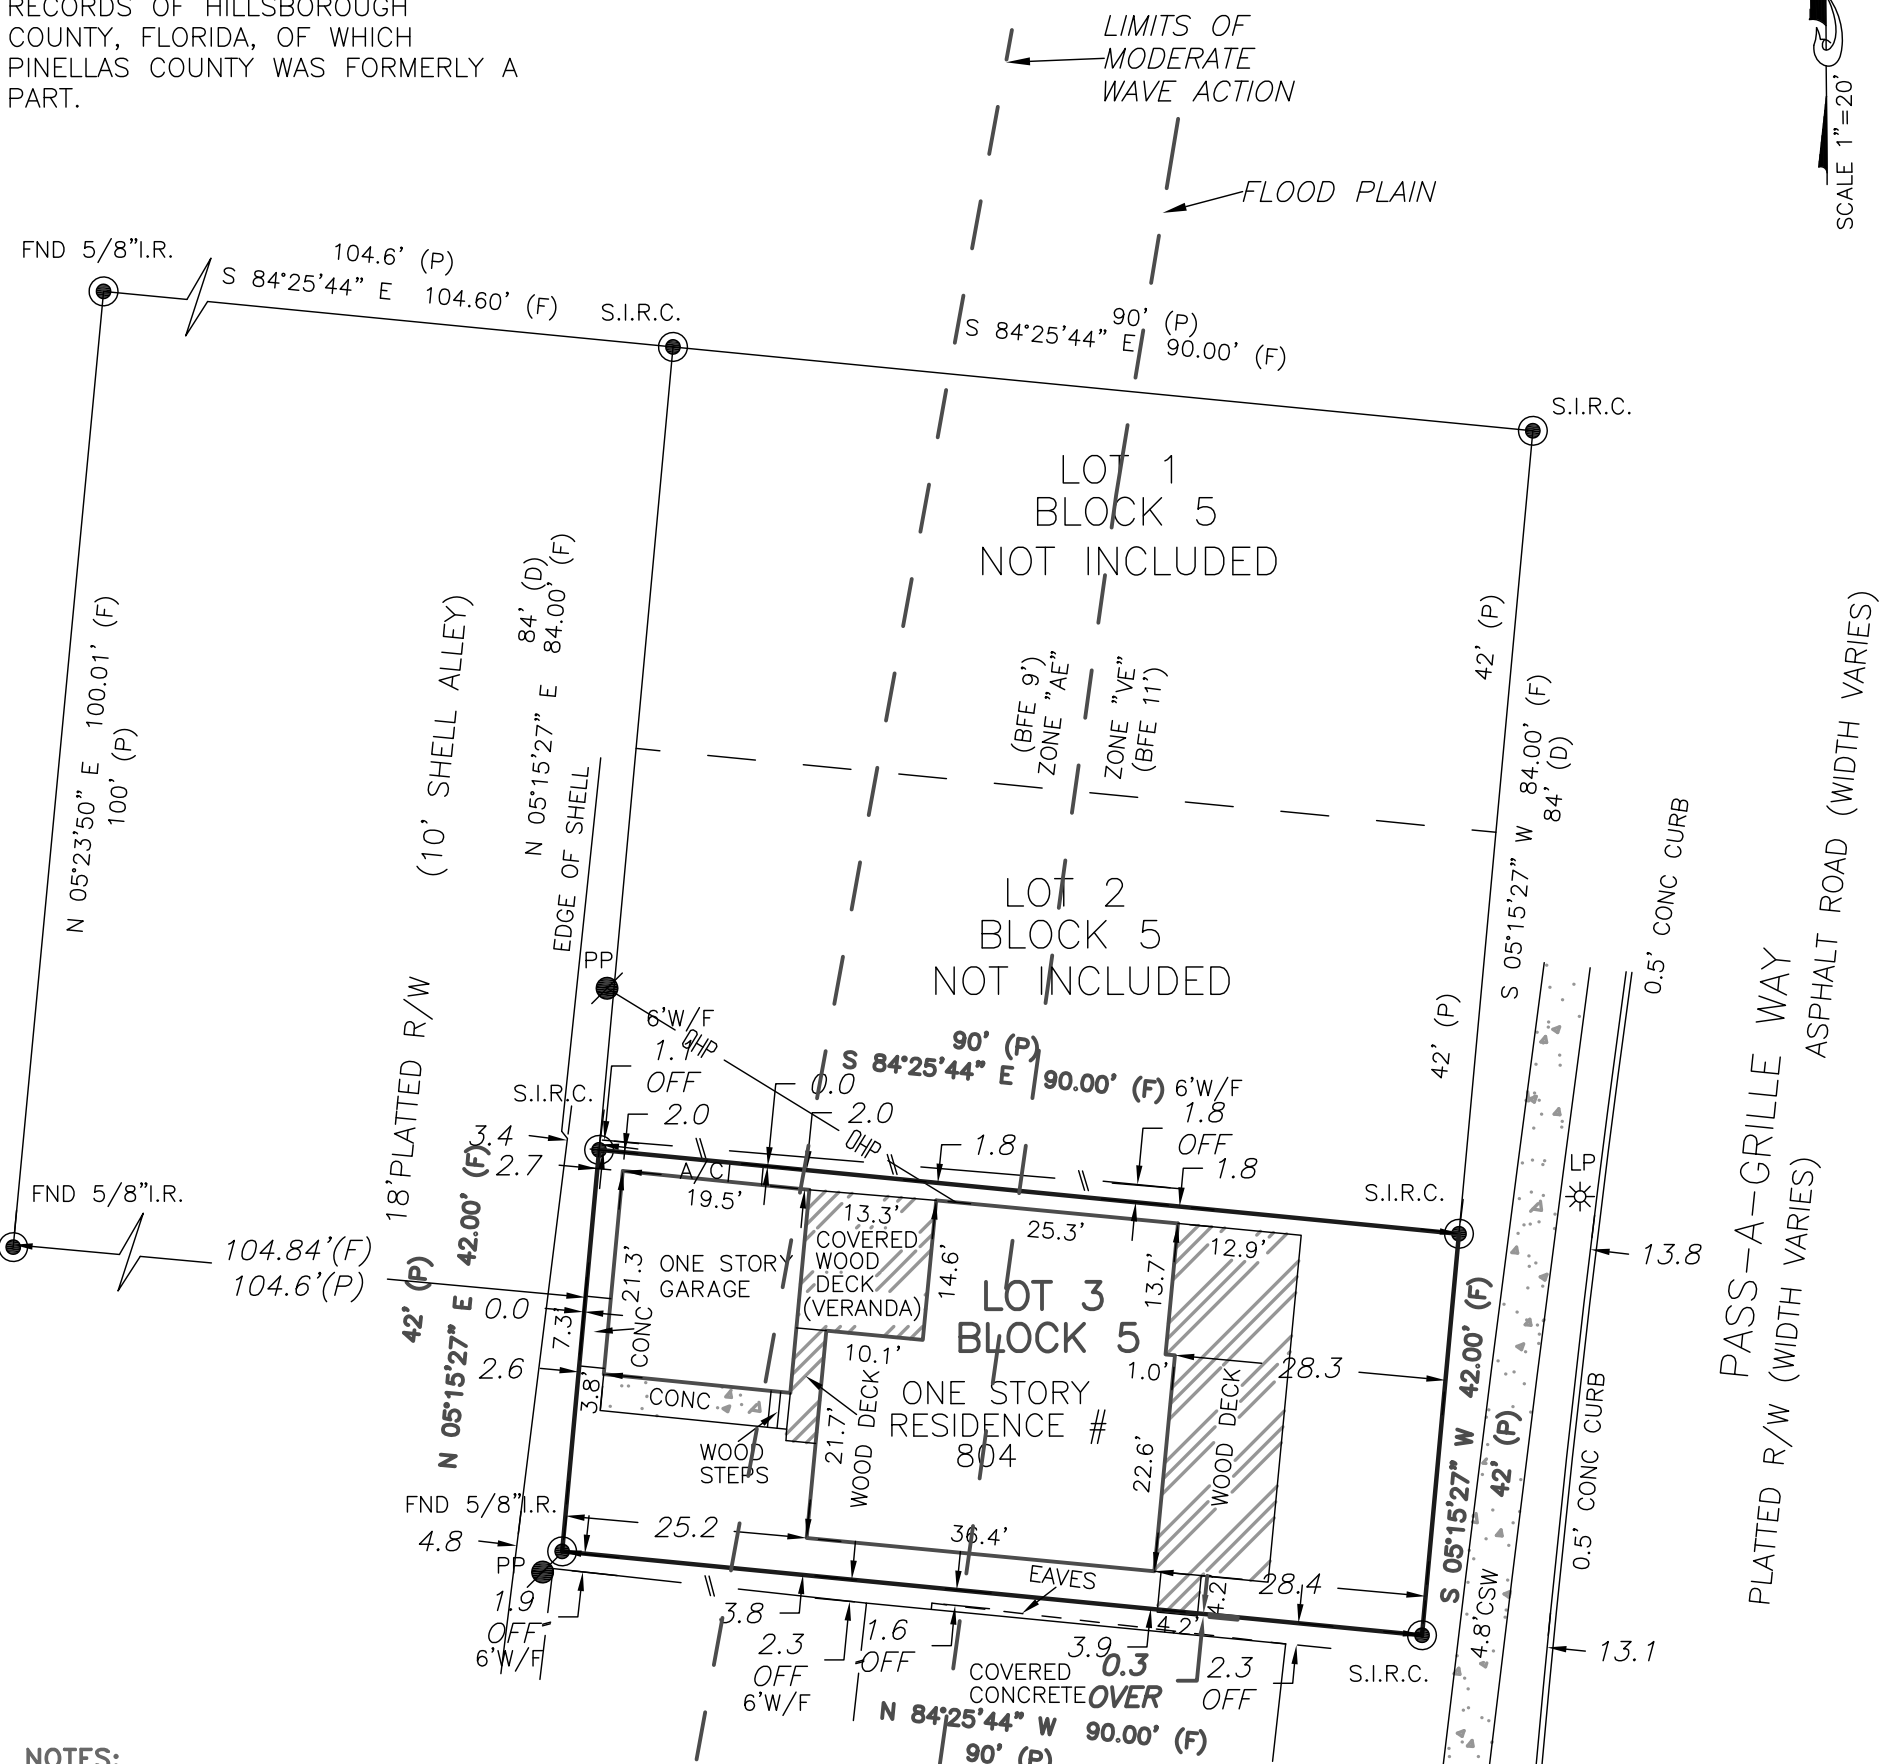 RECORDS OF HILLSBOROUGH
COUNTY, FLORIDA, OF WHICH
PINELLAS COUNTY WAS FORMERLY A
PART.
LIMITS OF
MODERATE
WAVE ACTION
FLOOD PLAIN
SCALE 1"=20'
FND 5/8"I.R.
104.6' (P)
S 84°25'44" E 104.60' (F)
S.I.R.C.
90' (P)
S 84°25'44" E 90.00' (F)
S.I.R.C.
LOT 1
BLOCK 5
NOT INCLUDED
N 05°23'50" E 100.01' (F)
100' (P)
(10' SHELL ALLEY)
18'PLATTED R/W
84' (D)
N 05°15'27" E 84.00' (F)
EDGE OF SHELL
(BFE 9')
ZONE "AE"
ZONE "VE"
(BFE 11')
42' (P)
S 05°15'27" W 84.00' (F)
84' (D)
42' (P)
0.5' CONC CURB
PASS-A-GRILLE WAY
ASPHALT ROAD (WIDTH VARIES)
PLATTED R/W (WIDTH VARIES)
LOT 2
BLOCK 5
NOT INCLUDED
PP
6'W/F
1.1
OFF
OHP
90' (P)
S 84°25'44" E 90.00' (F)
6'W/F
1.8
OFF
S.I.R.C.
2.0
0.0
2.0
OHP
1.8
1.8
3.4
2.7
A/C
19.5'
LP
S.I.R.C.
FND 5/8"I.R.
104.84'(F)
104.6'(P)
42' (P)
N 05°15'27" E 42.00' (F)
0.0
2.6
7.3'
3.8'
21.3'
CONC
ONE STORY
GARAGE
13.3'
COVERED
WOOD
DECK
(VERANDA)
14.6'
25.3'
13.7'
12.9'
LOT 3
BLOCK 5
10.1'
1.0'
28.3
13.8
CONC
WOOD
STEPS
21.7'
WOOD DECK
ONE STORY
RESIDENCE #
804
22.6'
WOOD DECK
S 05°15'27" W 42.00' (F)
42' (P)
0.5' CONC CURB
4.8'CSW
13.1
FND 5/8"I.R.
4.8
PP
25.2
36.4'
EAVES
28.4
4.2
4.2'
1.9
OFF
6'W/F
3.8
2.3
OFF
6'W/F
1.6
OFF
3.9
0.3
OVER
COVERED
CONCRETE
2.3
OFF
S.I.R.C.
N 84°25'44" W 90.00' (F)
90' (P)
NOTES: